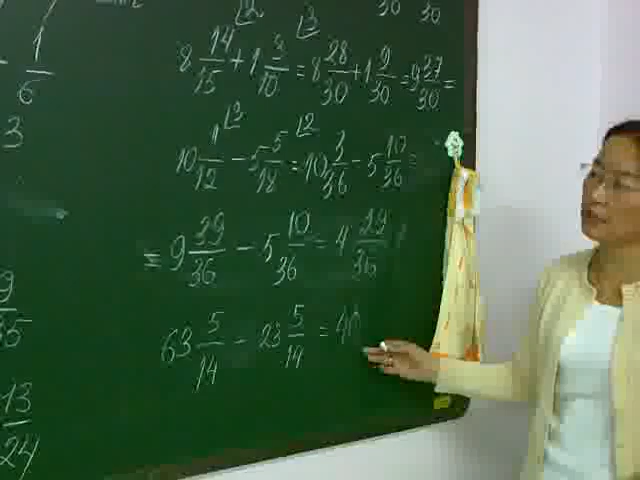 30 30
- 1/6
3
8 14/15 + 1 3/10 = 8 28/30 + 1 9/30 = 9 37/30 =
10 1/12 - 5 5/18 = 10 3/36 - 5 10/36 =
= 9 39/36 - 5 10/36 = 4 29/36
63 5/14 - 23 5/14 = 40
13/24